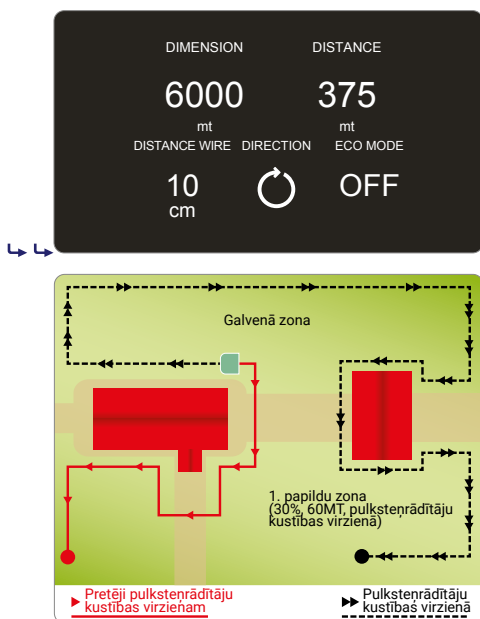 DIMENSION DISTANCE
6000 375
mt mt
DISTANCE WIRE DIRECTION ECO MODE
10 OFF
cm
Galvenā zona
1. papildu zona
(30%, 60MT, pulksteņrādītāju
kustības virzienā)
Pretēji pulksteņrādītāju
kustības virzienam
Pulksteņrādītāju
kustības virzienā